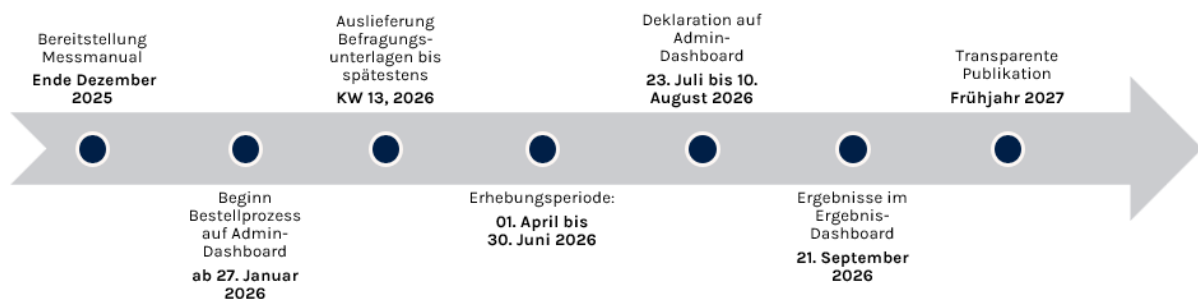 Bereitstellung
Messmanual
Ende Dezember
2025
Beginn
Bestellprozess
auf Admin-
Dashboard
ab 27. Januar
2026
Auslieferung
Befragungs-
unterlagen bis
spätestens
KW 13, 2026
Erhebungsperiode:
01. April bis
30. Juni 2026
Deklaration auf
Admin-
Dashboard
23. Juli bis 10.
August 2026
Ergebnisse im
Ergebnis-
Dashboard
21. September
2026
Transparente
Publikation
Frühjahr 2027